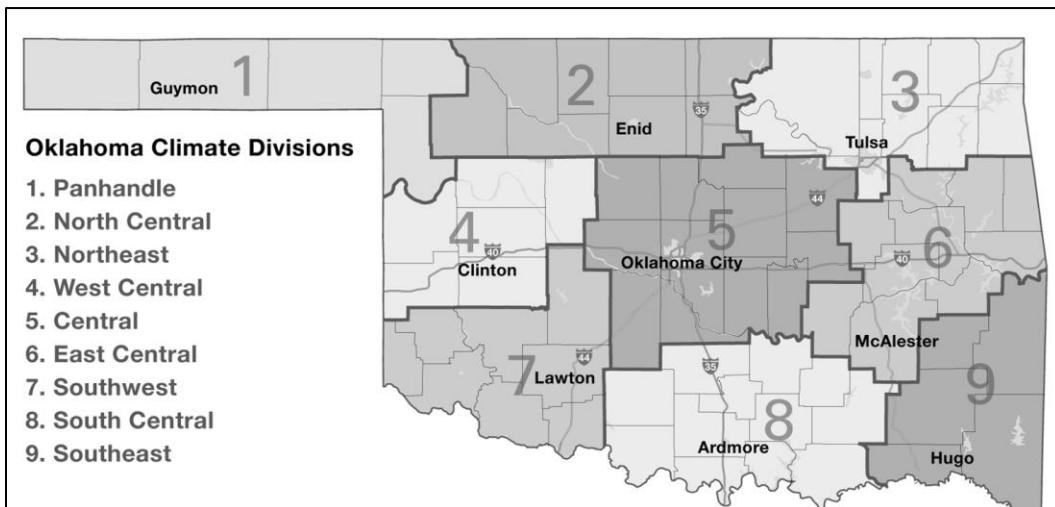 1
2
3
Guymon
35
Enid
Tulsa
Oklahoma Climate Divisions
1. Panhandle
2. North Central
3. Northeast
4. West Central
5. Central
6. East Central
7. Southwest
8. South Central
9. Southeast
44
4
5
6
40
Clinton
Oklahoma City
40
McAlester
7
44
Lawton
35
9
8
Ardmore
Hugo